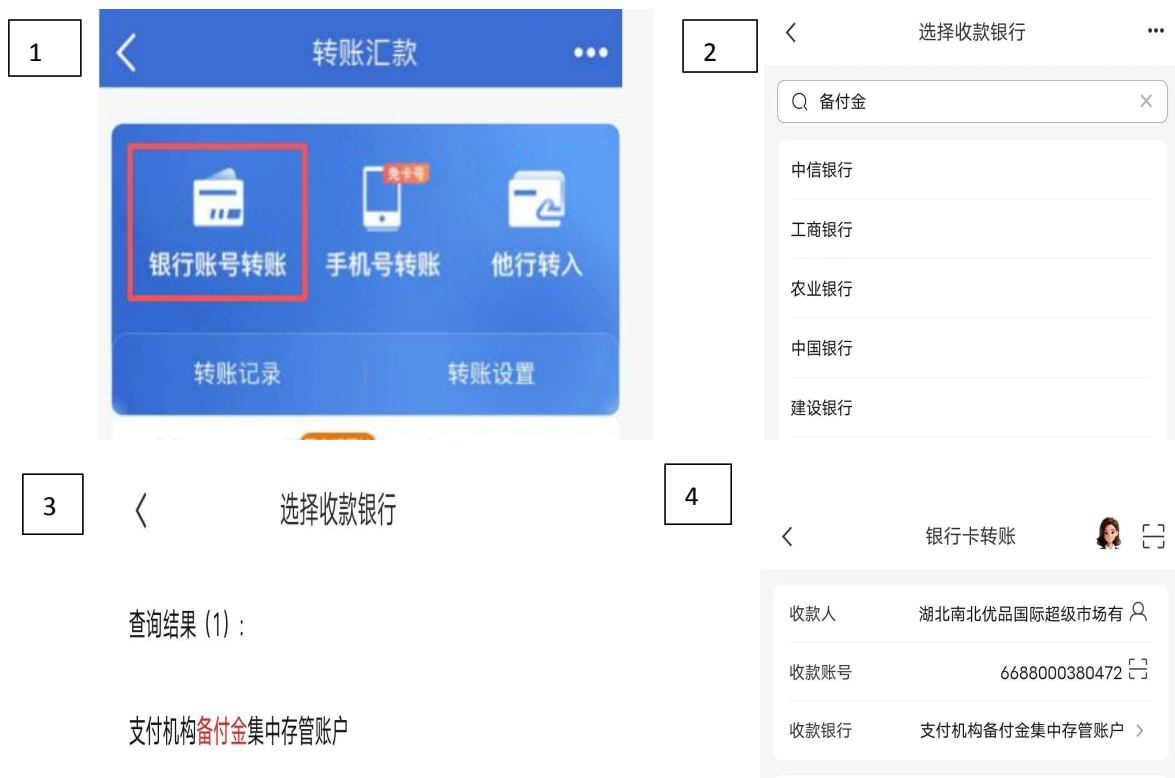 1
转账汇款
银行账号转账
免卡号
手机号转账
他行转入
转账记录
转账设置
2
选择收款银行
备付金
中信银行
工商银行
农业银行
中国银行
建设银行
3
选择收款银行
查询结果（1）：
支付机构备付金集中存管账户
4
银行卡转账
收款人 湖北南北优品国际超级市场有
收款账号 6688000380472
收款银行 支付机构备付金集中存管账户